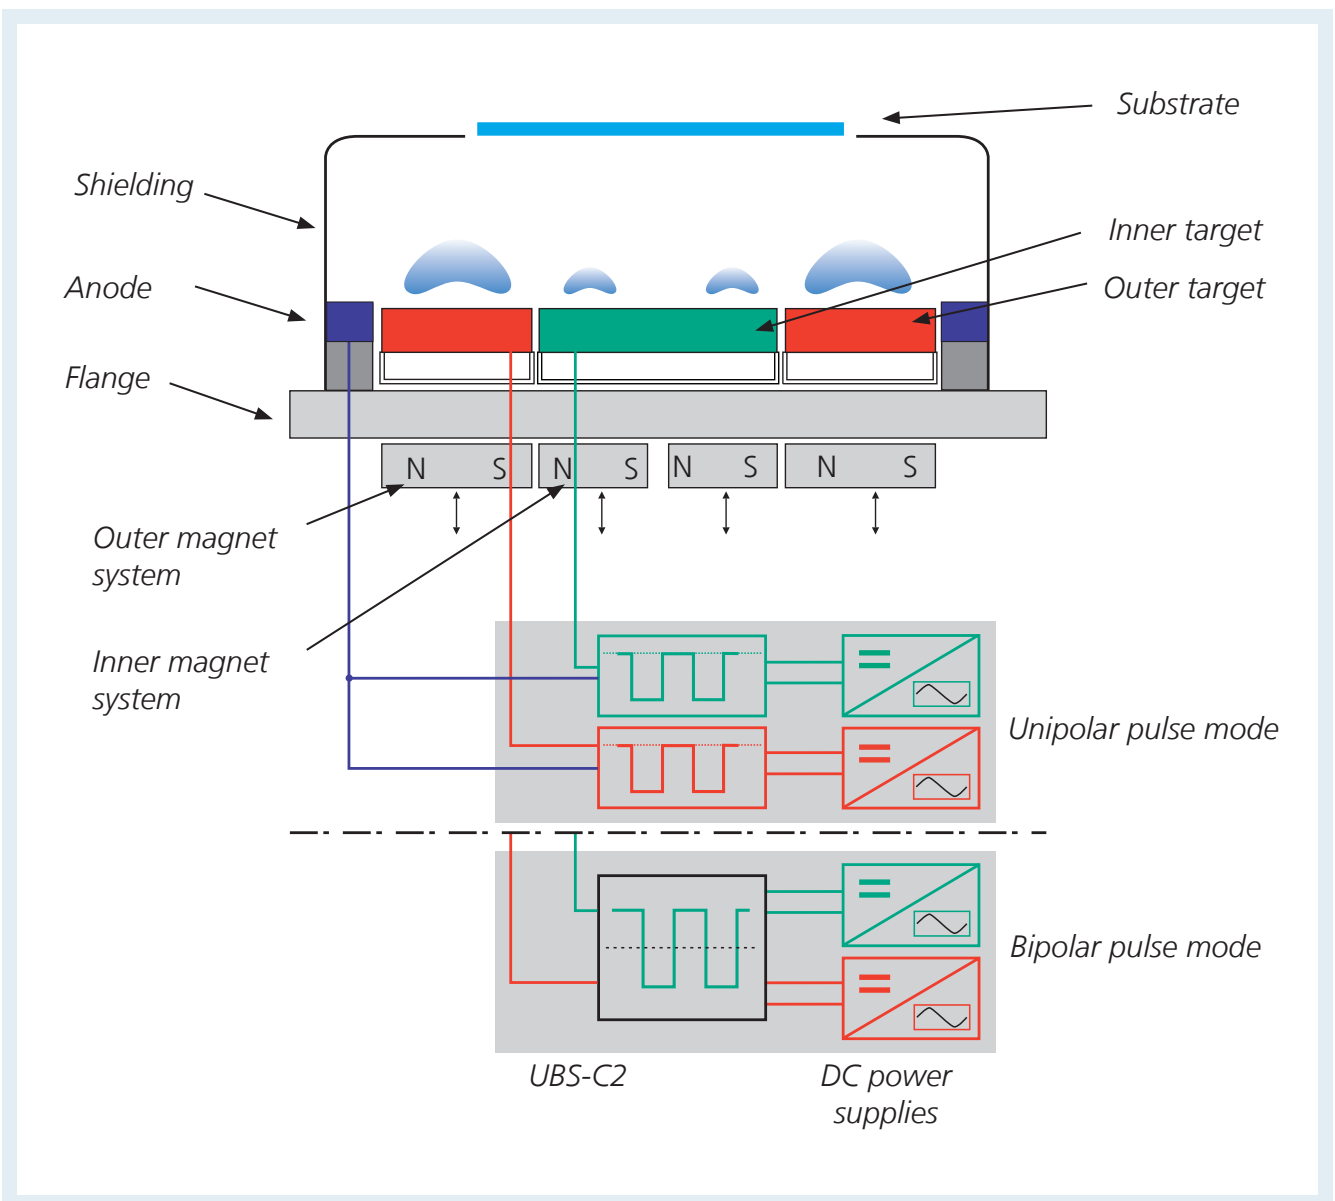 Substrate
Shielding
Inner target
Anode
Outer target
Flange
N S N S N S N S
Outer magnet
system
Inner magnet
system
Unipolar pulse mode
Bipolar pulse mode
UBS-C2
DC power
supplies